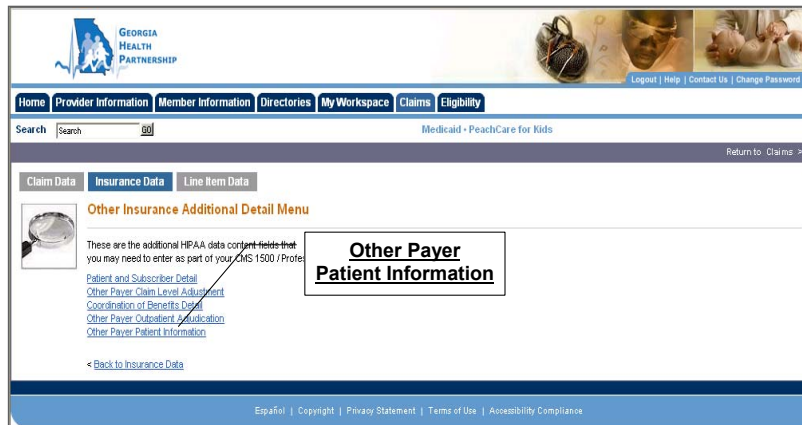 GEORGIA
HEALTH
PARTNERSHIP
Logout | Help | Contact Us | Change Password
Home Provider Information Member Information Directories My Workspace Claims Eligibility
Search Search GO Medicaid • PeachCare for Kids
Return to Claims >
Claim Data Insurance Data Line Item Data
Other Insurance Additional Detail Menu
These are the additional HIPAA data content fields that
you may need to enter as part of your CMS 1500 / Profes
Other Payer
Patient Information
Patient and Subscriber Detail
Other Payer Claim Level Adjustment
Coordination of Benefits Detail
Other Payer Outpatient Adjudication
Other Payer Patient Information
< Back to Insurance Data
Español | Copyright | Privacy Statement | Terms of Use | Accessibility Compliance